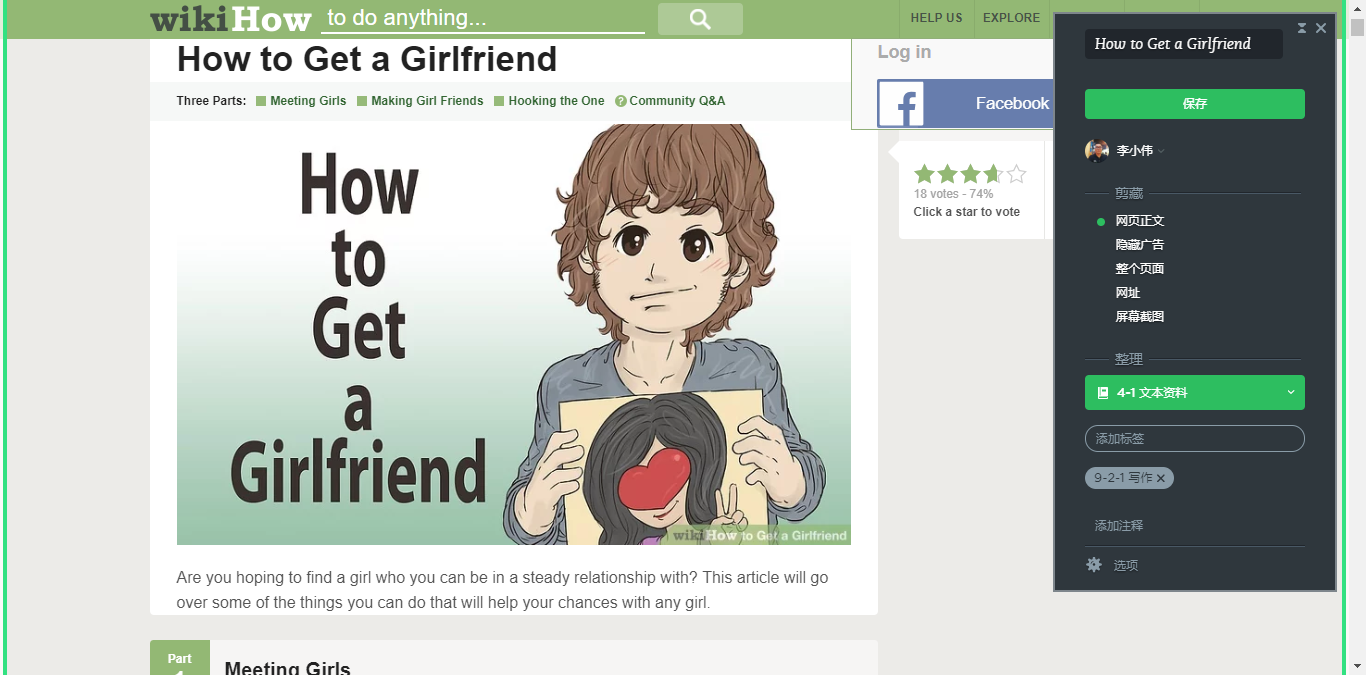 wikiHow to do anything...
HELP US EXPLORE
How to Get a Girlfriend
Log in
Three Parts: Meeting Girls Making Girl Friends Hooking the One ? Community Q&A
Facebook
How
to
Get
a
Girlfriend
wikiHow to Get a Girlfriend
18 votes - 74%
Click a star to vote
Are you hoping to find a girl who you can be in a steady relationship with? This article will go
over some of the things you can do that will help your chances with any girl.
Part
Meeting Girls
How to Get a Girlfriend
保存
李小伟
剪藏
网页正文
隐藏广告
整个页面
网址
屏幕截图
整理
4-1 文本资料
添加标签
9-2-1 写作
添加注释
选项